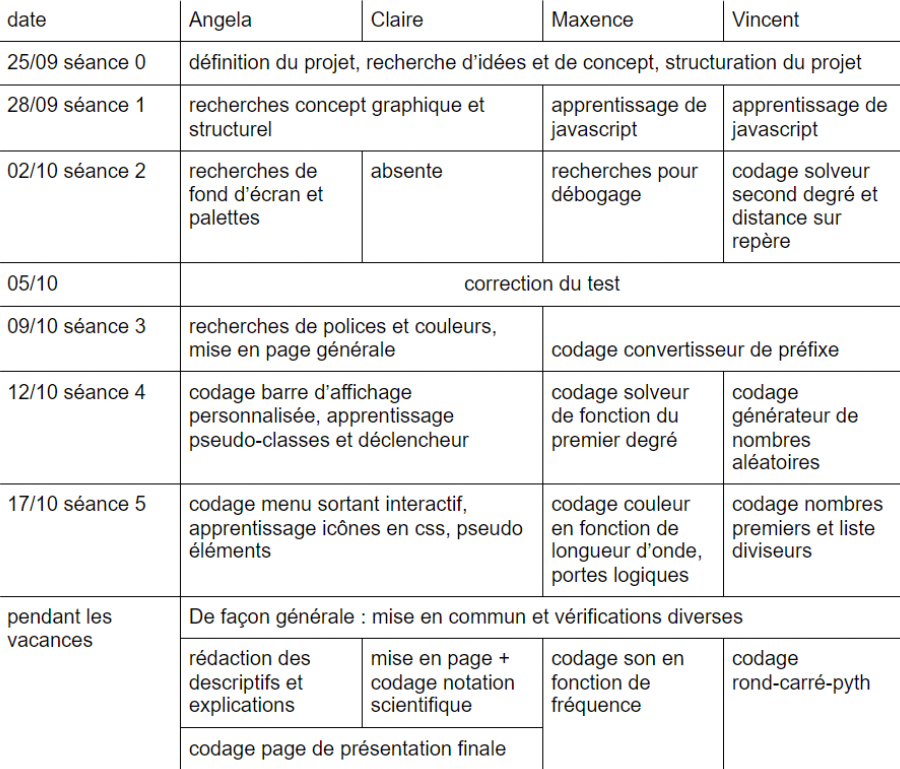 date Angela Claire Maxence Vincent
25/09 séance 0 définition du projet, recherche d'idées et de concept, structuration du projet
28/09 séance 1 recherches concept graphique et
structurel
apprentissage de
javascript
apprentissage de
javascript
02/10 séance 2 recherches de
fond d'écran et
palettes
absente
recherches pour
débogage
codage solveur
second degré et
distance sur
repère
05/10 correction du test
09/10 séance 3 recherches de polices et couleurs,
mise en page générale
codage convertisseur de préfixe
12/10 séance 4 codage barre d'affichage
personnalisée, apprentissage
pseudo-classes et déclencheur
codage solveur
de fonction du
premier degré
codage
générateur de
nombres
aléatoires
17/10 séance 5 codage menu sortant interactif,
apprentissage icônes en css, pseudo
éléments
codage couleur
en fonction de
longueur d'onde,
portes logiques
codage nombres
premiers et liste
diviseurs
pendant les
vacances
De façon générale : mise en commun et vérifications diverses
rédaction des
descriptifs et
explications
mise en page +
codage notation
scientifique
codage son en
fonction de
fréquence
codage
rond-carré-pyth
codage page de présentation finale